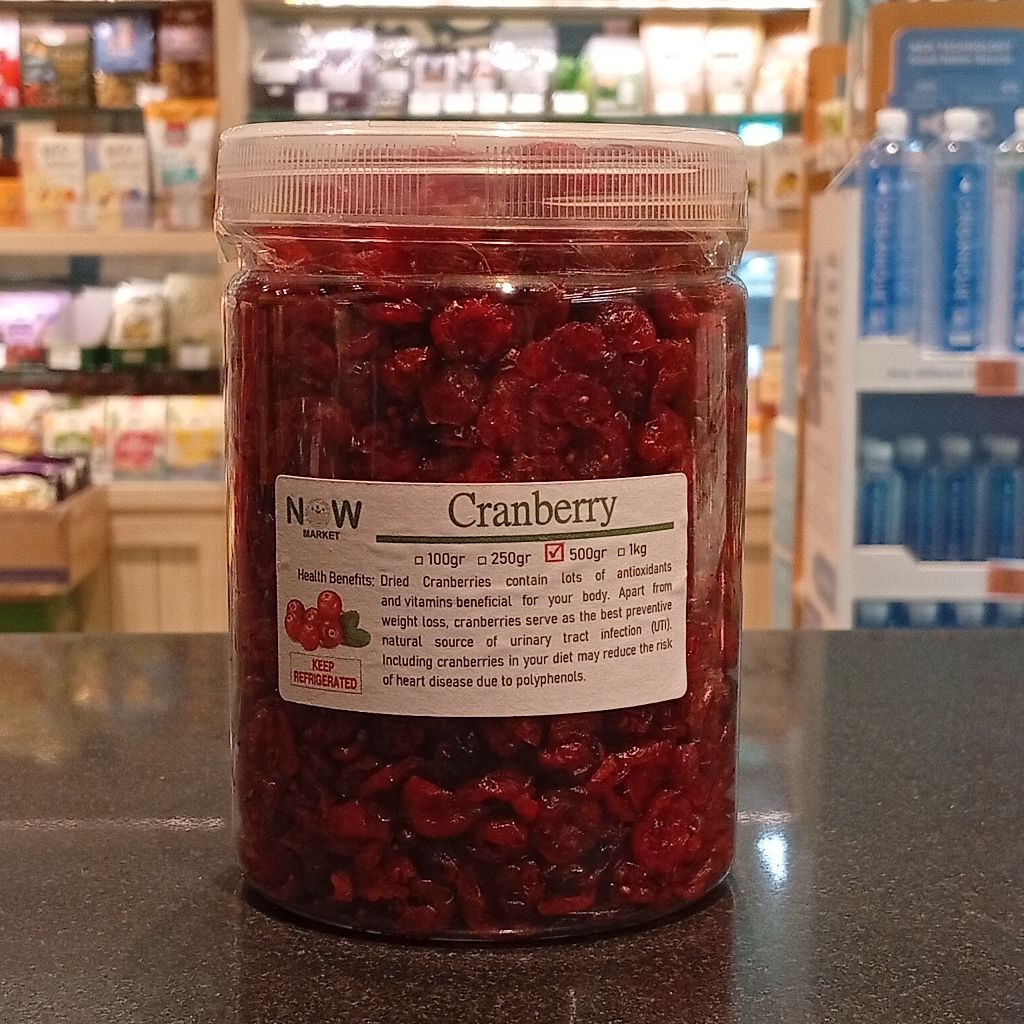 NOW
MARKET
Cranberry
☐ 100gr ☐ 250gr ☑ 500gr ☐ 1kg
Health Benefits: Dried Cranberries contain lots of antioxidants
and vitamins beneficial for your body. Apart from
weight loss, cranberries serve as the best preventive
natural source of urinary tract infection (UTI).
Including cranberries in your diet may reduce the risk
of heart disease due to polyphenols.
KEEP
REFRIGERATED